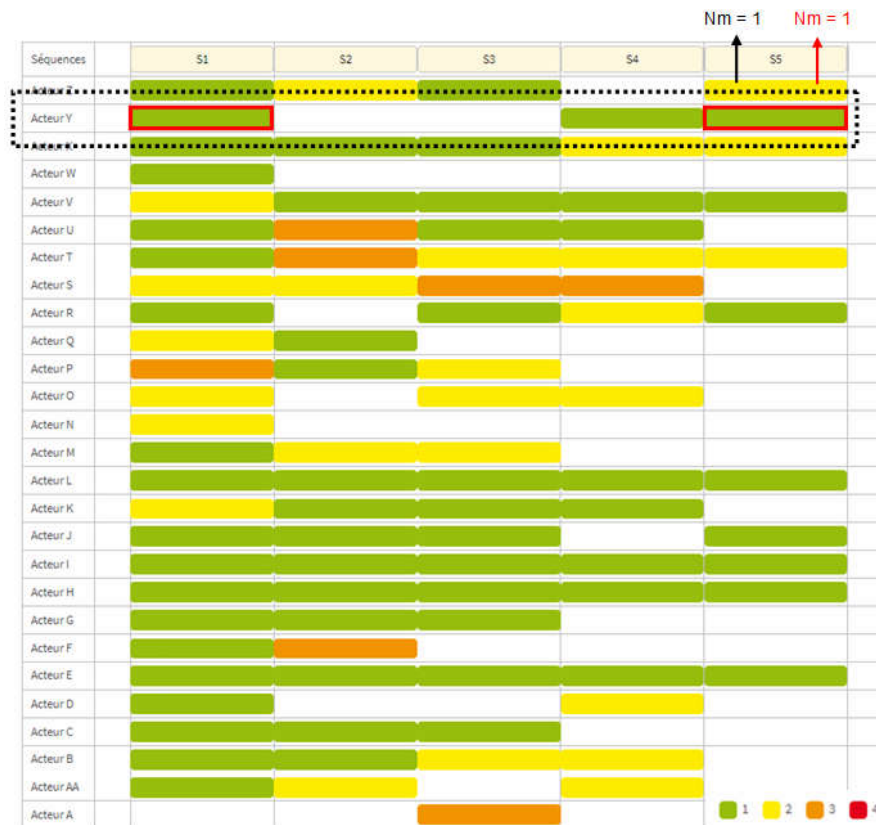 Nm = 1 Nm = 1
Séquences S1 S2 S3 S4 S5
Acteur Z
Acteur Y
Acteur X
Acteur W
Acteur V
Acteur U
Acteur T
Acteur S
Acteur R
Acteur Q
Acteur P
Acteur O
Acteur N
Acteur M
Acteur L
Acteur K
Acteur J
Acteur I
Acteur H
Acteur G
Acteur F
Acteur E
Acteur D
Acteur C
Acteur B
Acteur AA
Acteur A
1 2 3 4